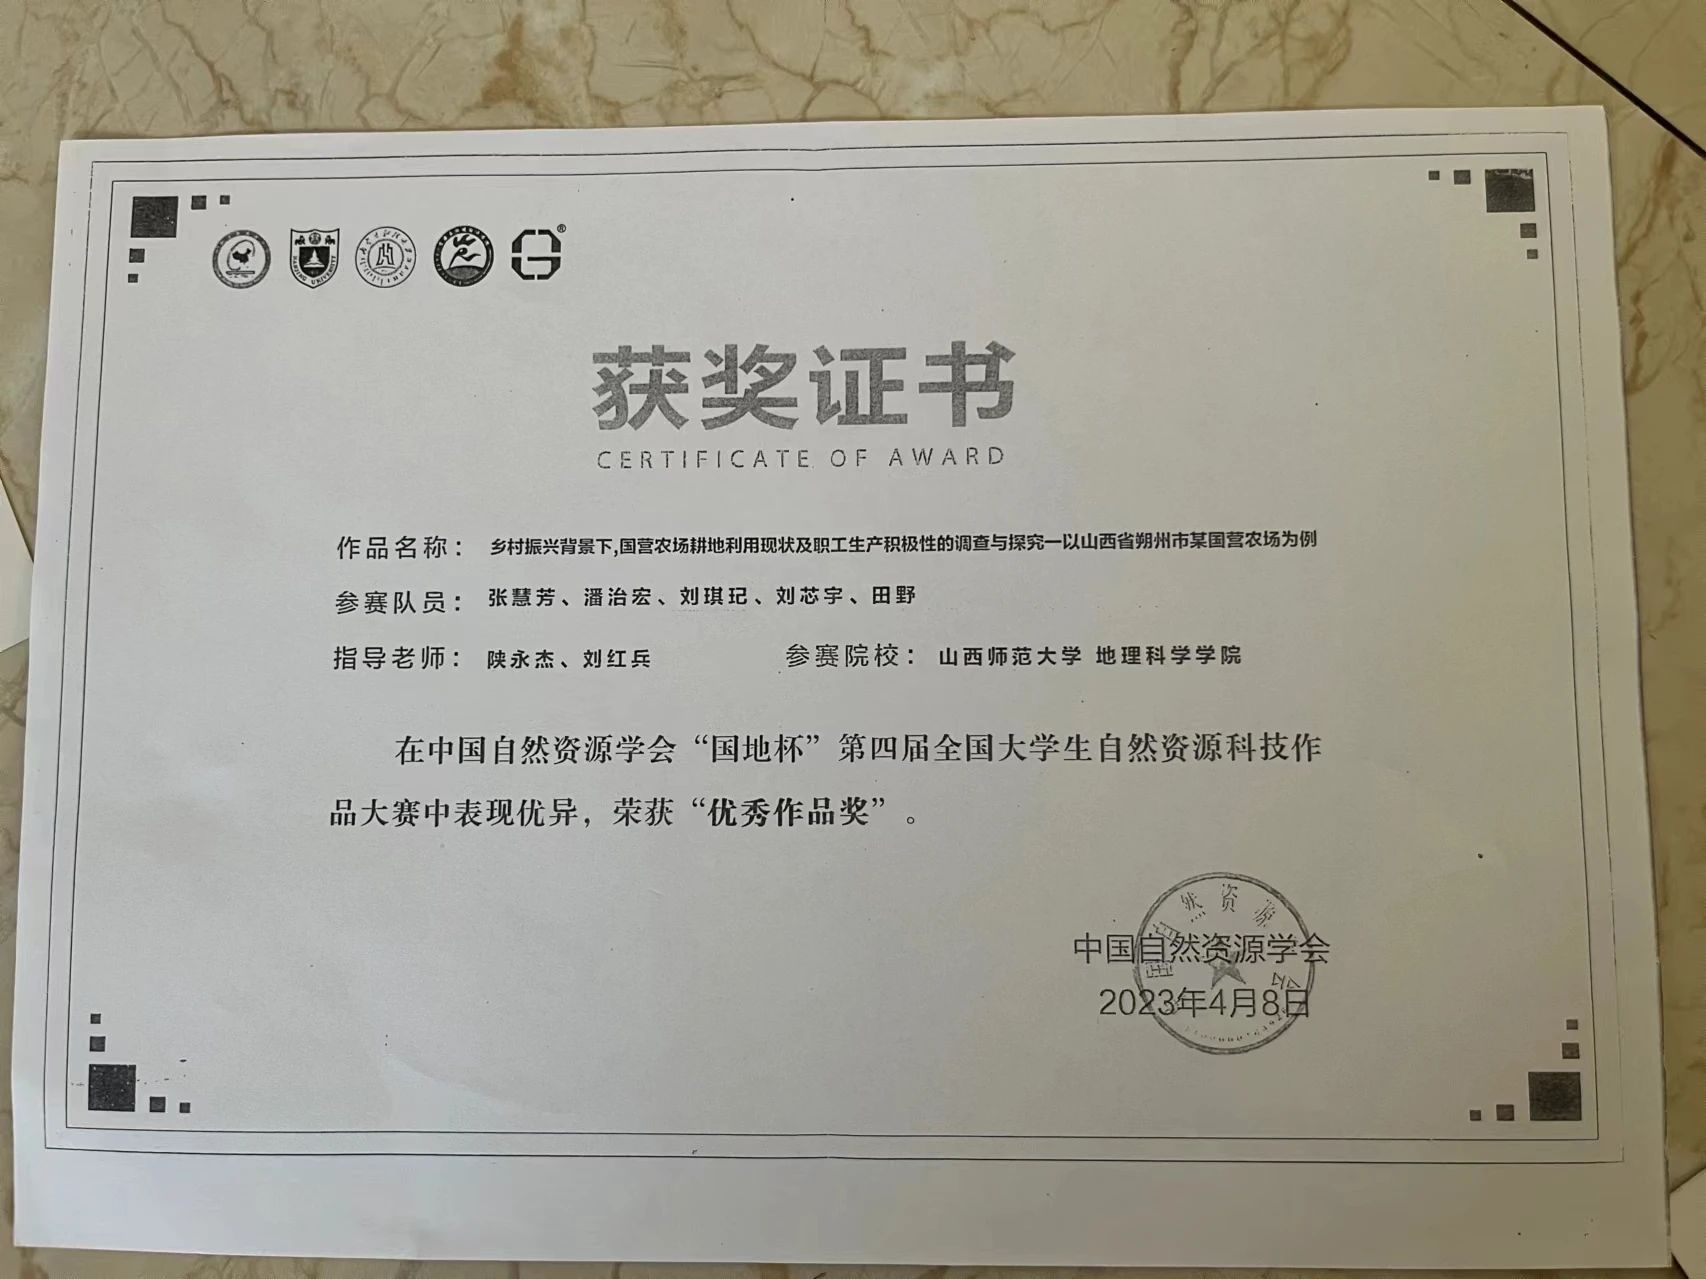 NANJING UNIVERSITY
®
获奖证书
CERTIFICATE OF AWARD
作品名称： 乡村振兴背景下,国营农场耕地利用现状及职工生产积极性的调查与探究一以山西省朔州市某国营农场为例
参赛队员： 张慧芳、潘治宏、刘琪玘、刘芯宇、田野
指导老师： 陕永杰、刘红兵 参赛院校： 山西师范大学 地理科学学院
在中国自然资源学会“国地杯”第四届全国大学生自然资源科技作
品大赛中表现优异，荣获“优秀作品奖”。
中国自然资源学会
2023年4月8日